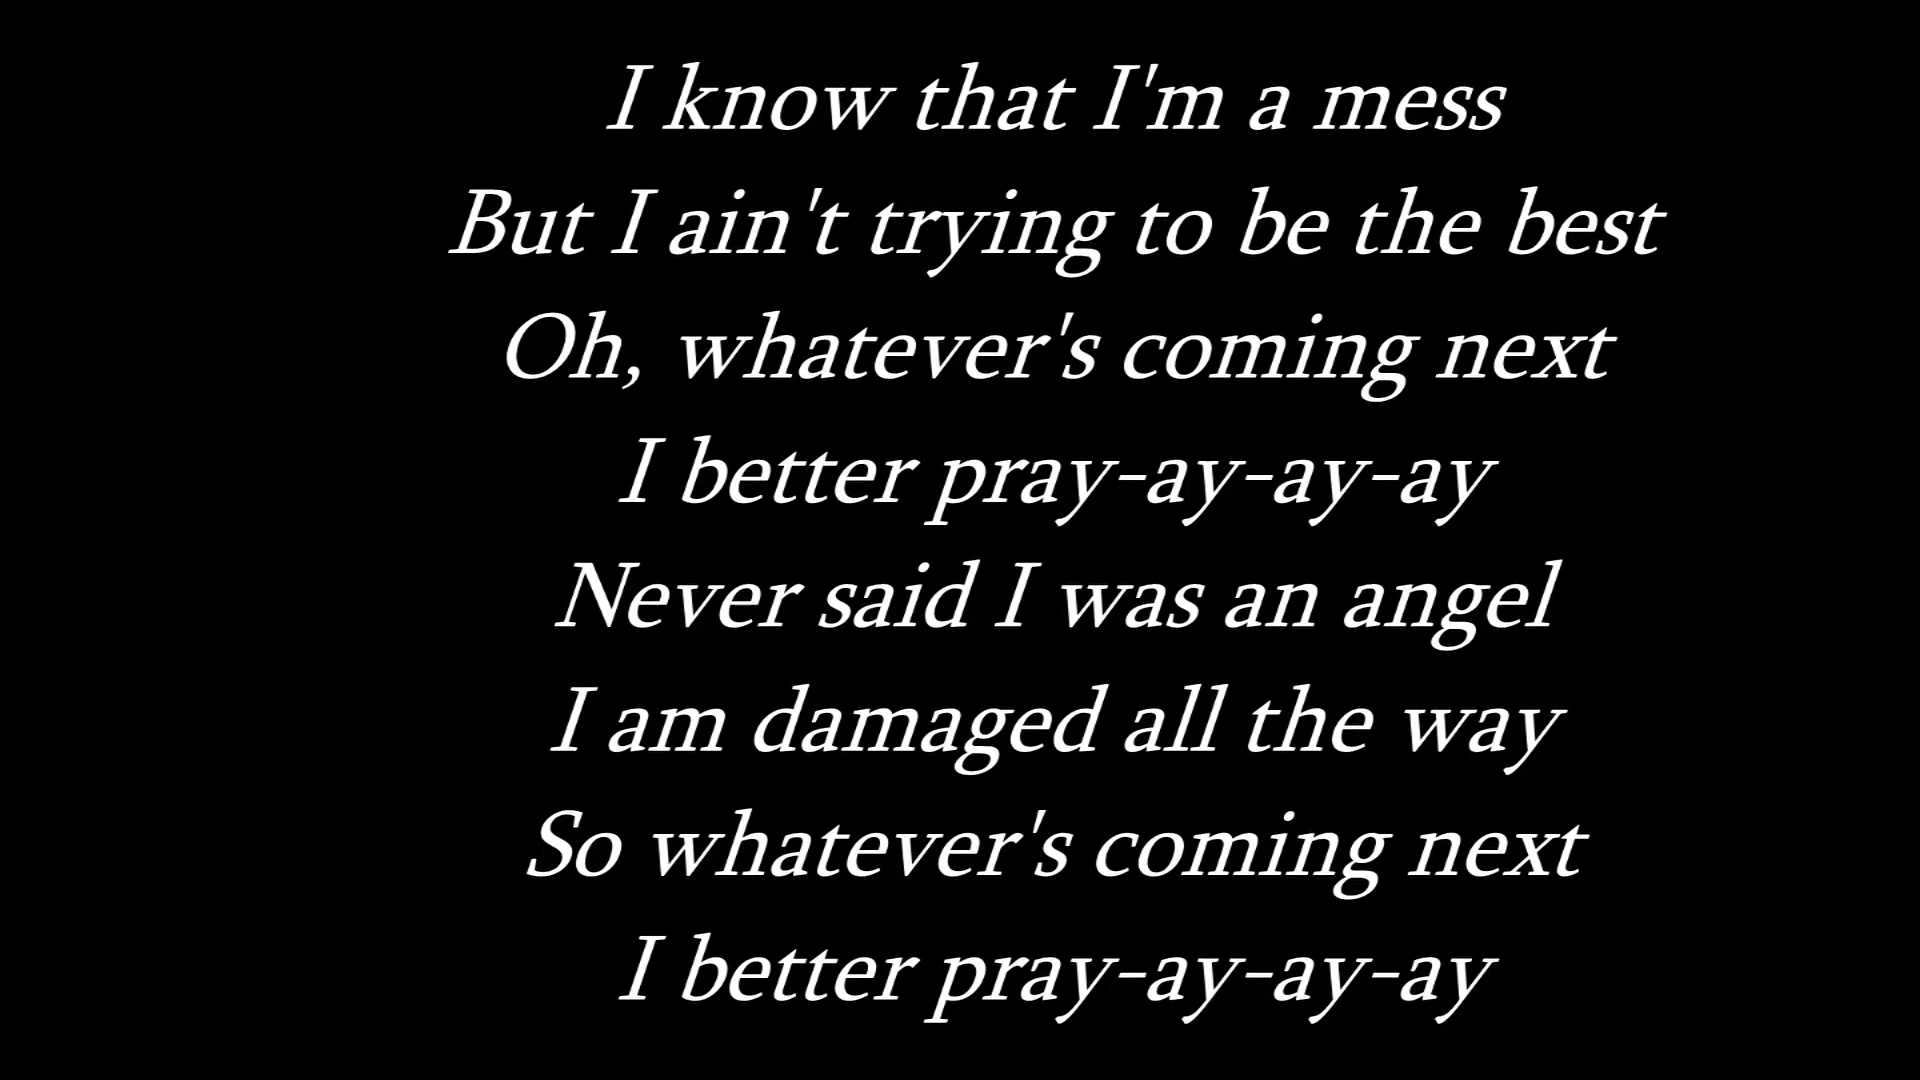 I know that I'm a mess
But I ain't trying to be the best
Oh, whatever's coming next
I better pray-ay-ay-ay
Never said I was an angel
I am damaged all the way
So whatever's coming next
I better pray-ay-ay-ay